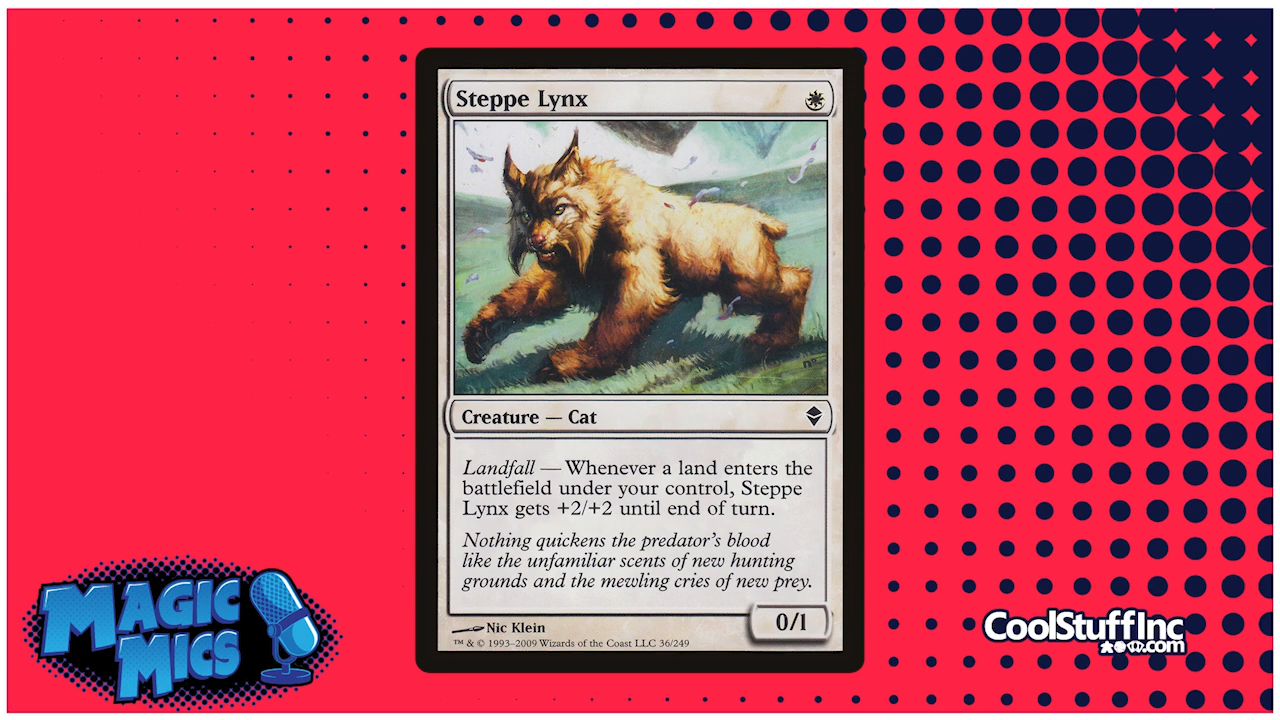 Steppe Lynx
Creature — Cat
Landfall — Whenever a land enters the
battlefield under your control, Steppe
Lynx gets +2/+2 until end of turn.
Nothing quickens the predator's blood
like the unfamiliar scents of new hunting
grounds and the mewling cries of new prey.
0/1
Nic Klein
™ & © 1993–2009 Wizards of the Coast LLC 36/249
MAGIC
MICS
CoolStuffInc
.com